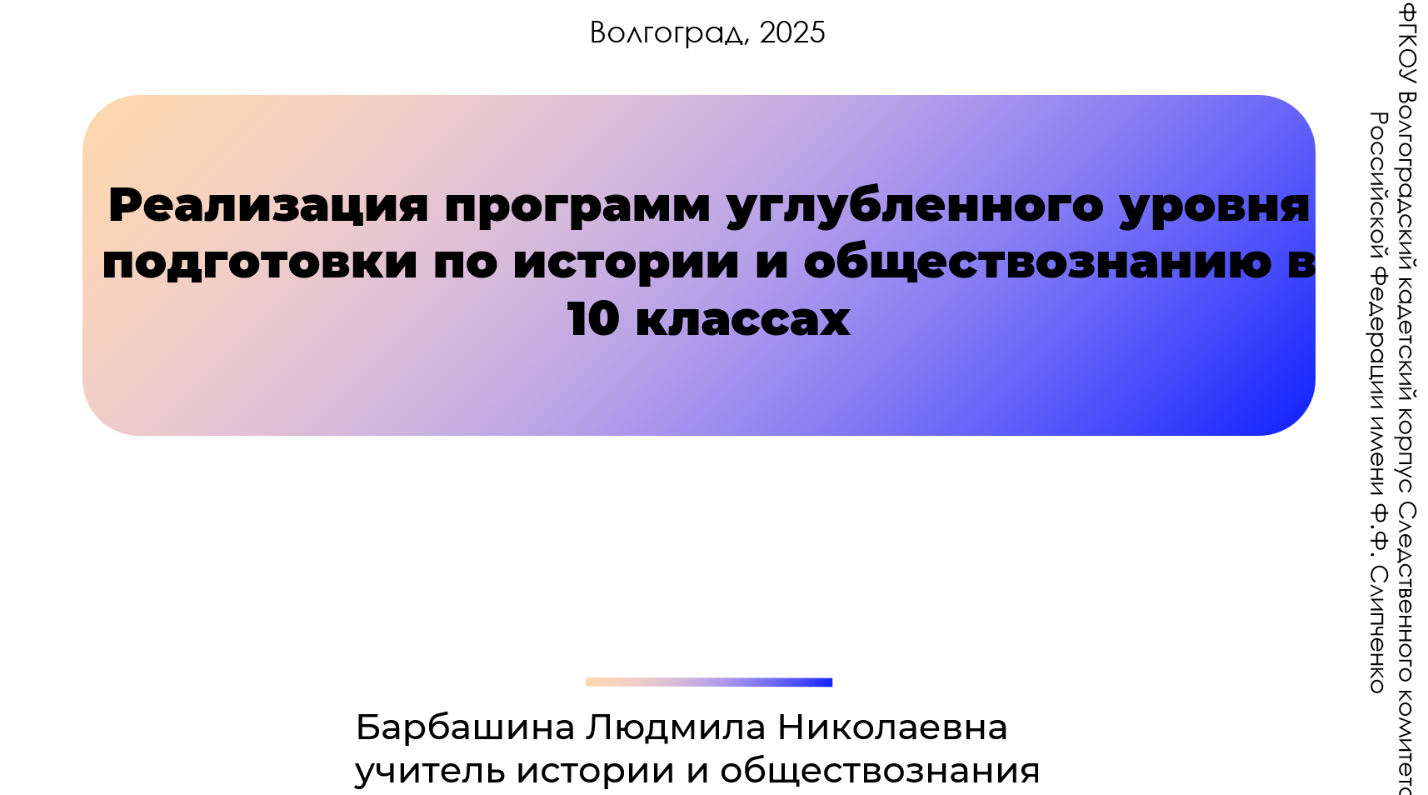 Волгоград, 2025
Реализация программ углубленного уровня
подготовки по истории и обществознанию в
10 классах
Барбашина Людмила Николаевна
учитель истории и обществознания
ФГКОУ Волгоградский кадетский корпус Следственного комитета
Российской Федерации имени Ф.Ф. Слипченко